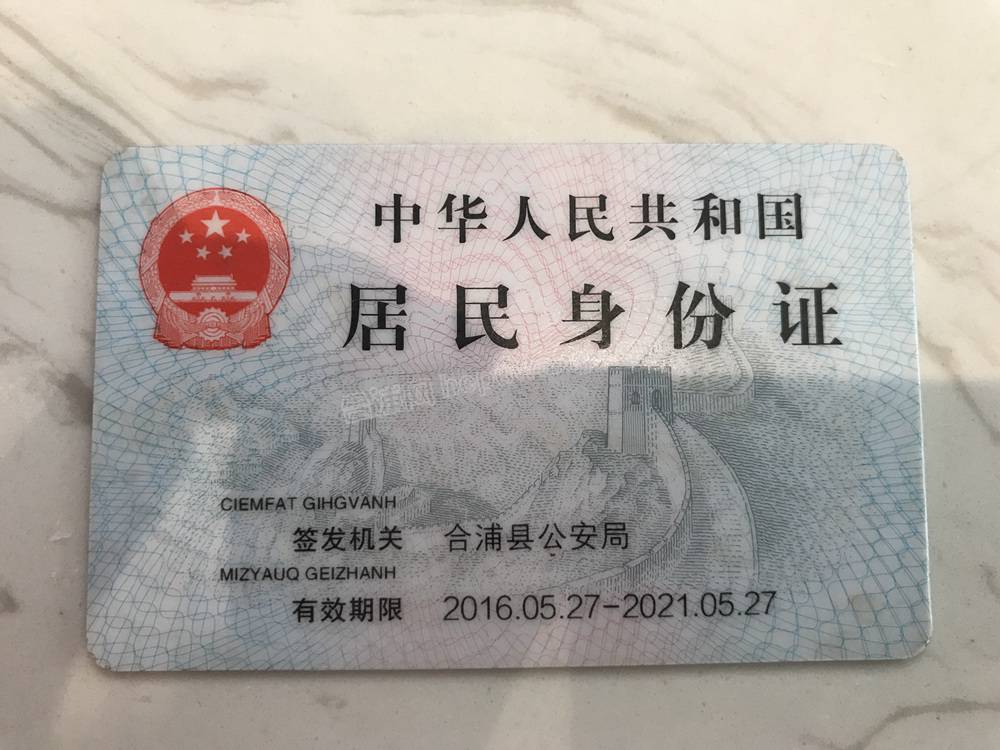 中华人民共和国
居民身份证
CIEMFAT GIHGVANH
签发机关 合浦县公安局
MIZYAUQ GEIZHANH
有效期限 2016.05.27-2021.05.27